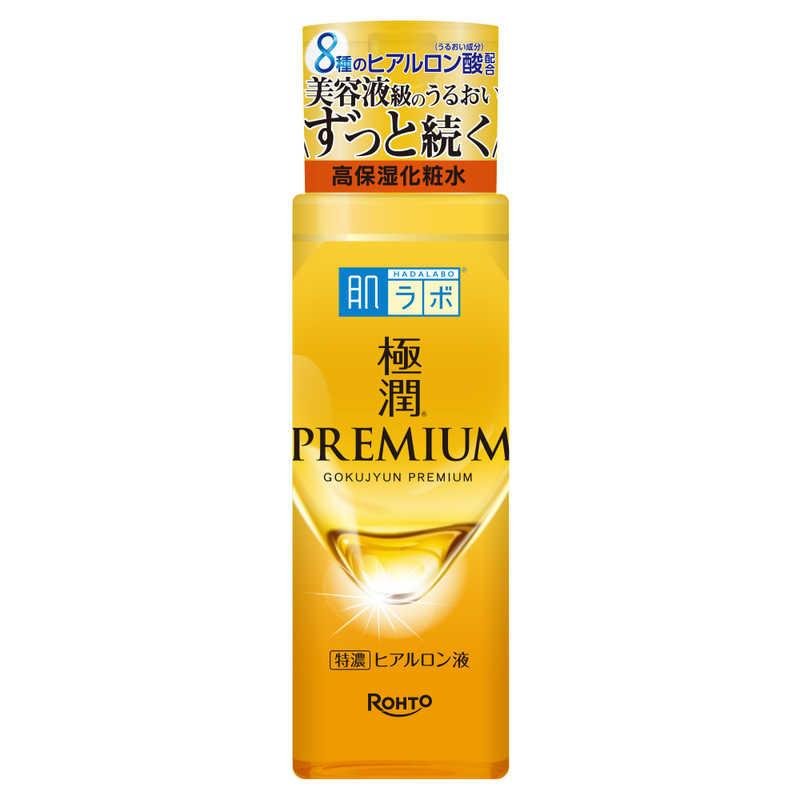 (うるおい成分)
8種のヒアルロン酸配合
美容液級のうるおい
ずっと続く
高保湿化粧水
HADALABO®
肌ラボ
極
潤®
PREMIUM
GOKUJYUN PREMIUM
特濃 ヒアルロン液
ROHTO